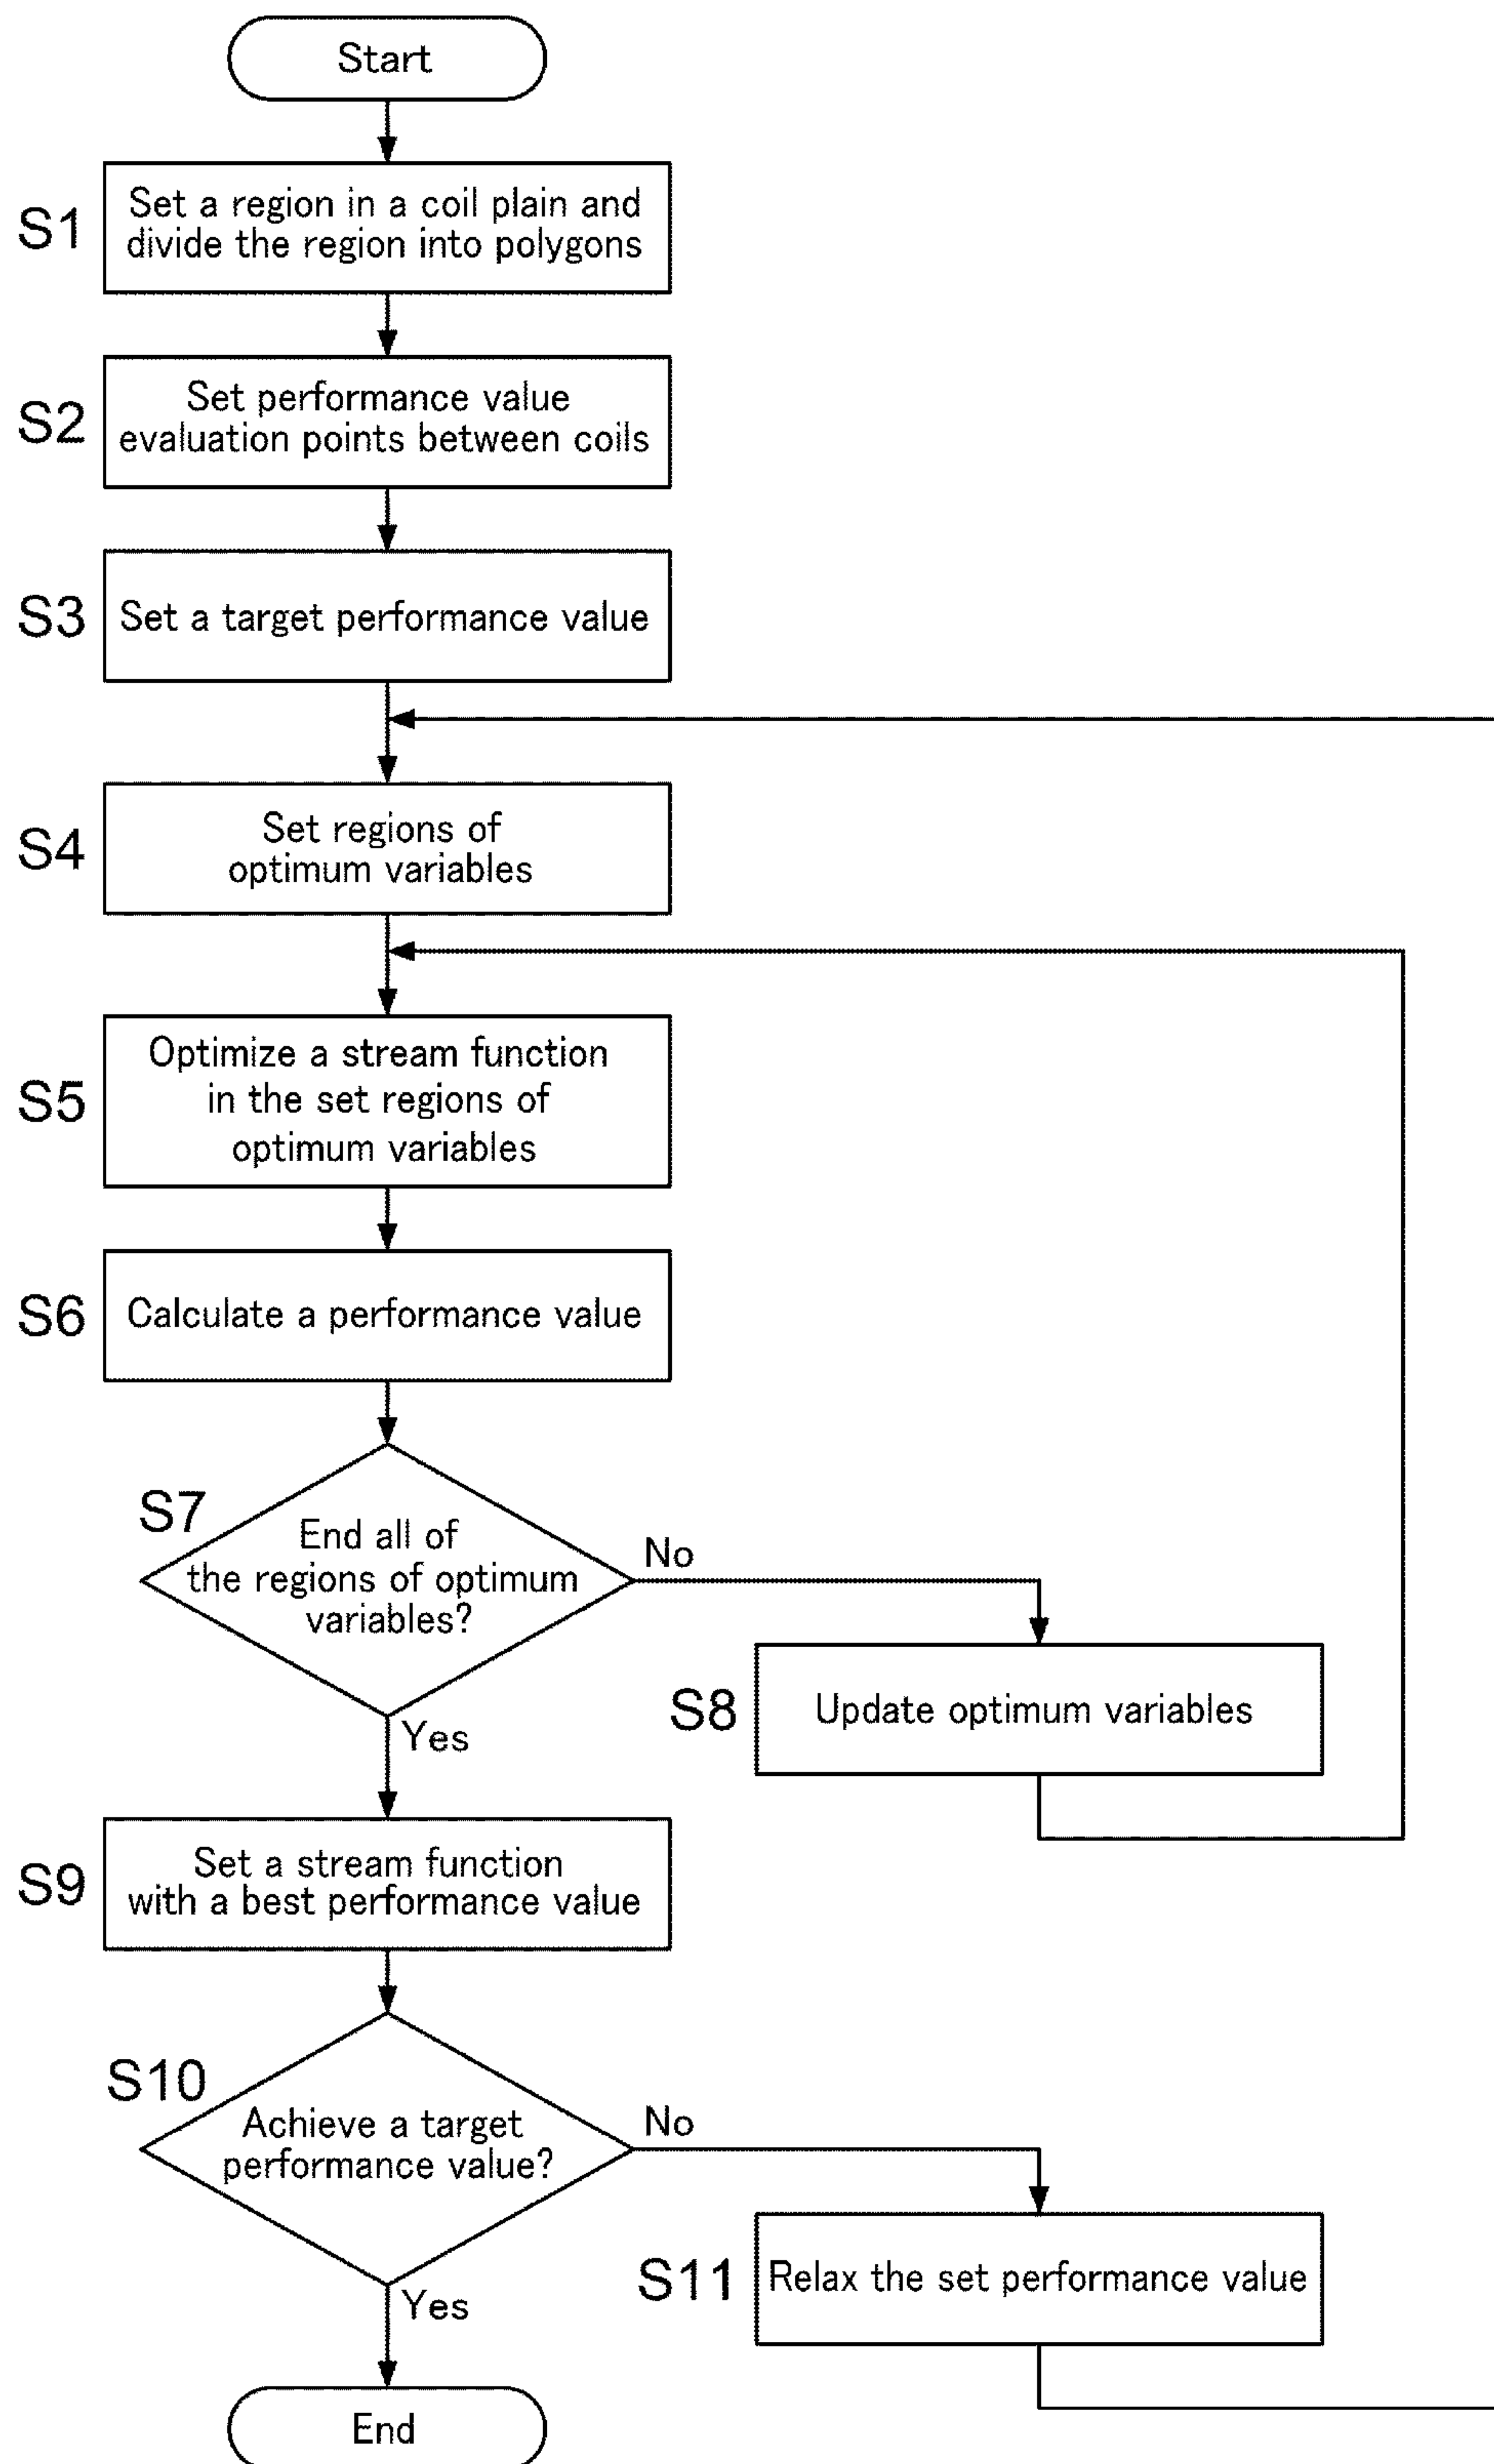 Start
S1
Set a region in a coil plain and
divide the region into polygons
S2
Set performance value
evaluation points between coils
S3
Set a target performance value
S4
Set regions of
optimum variables
S5
Optimize a stream function
in the set regions of
optimum variables
S6
Calculate a performance value
S7
End all of
the regions of optimum
variables?
No
Yes
S8
Update optimum variables
S9
Set a stream function
with a best performance value
S10
Achieve a target
performance value?
No
Yes
S11
Relax the set performance value
End